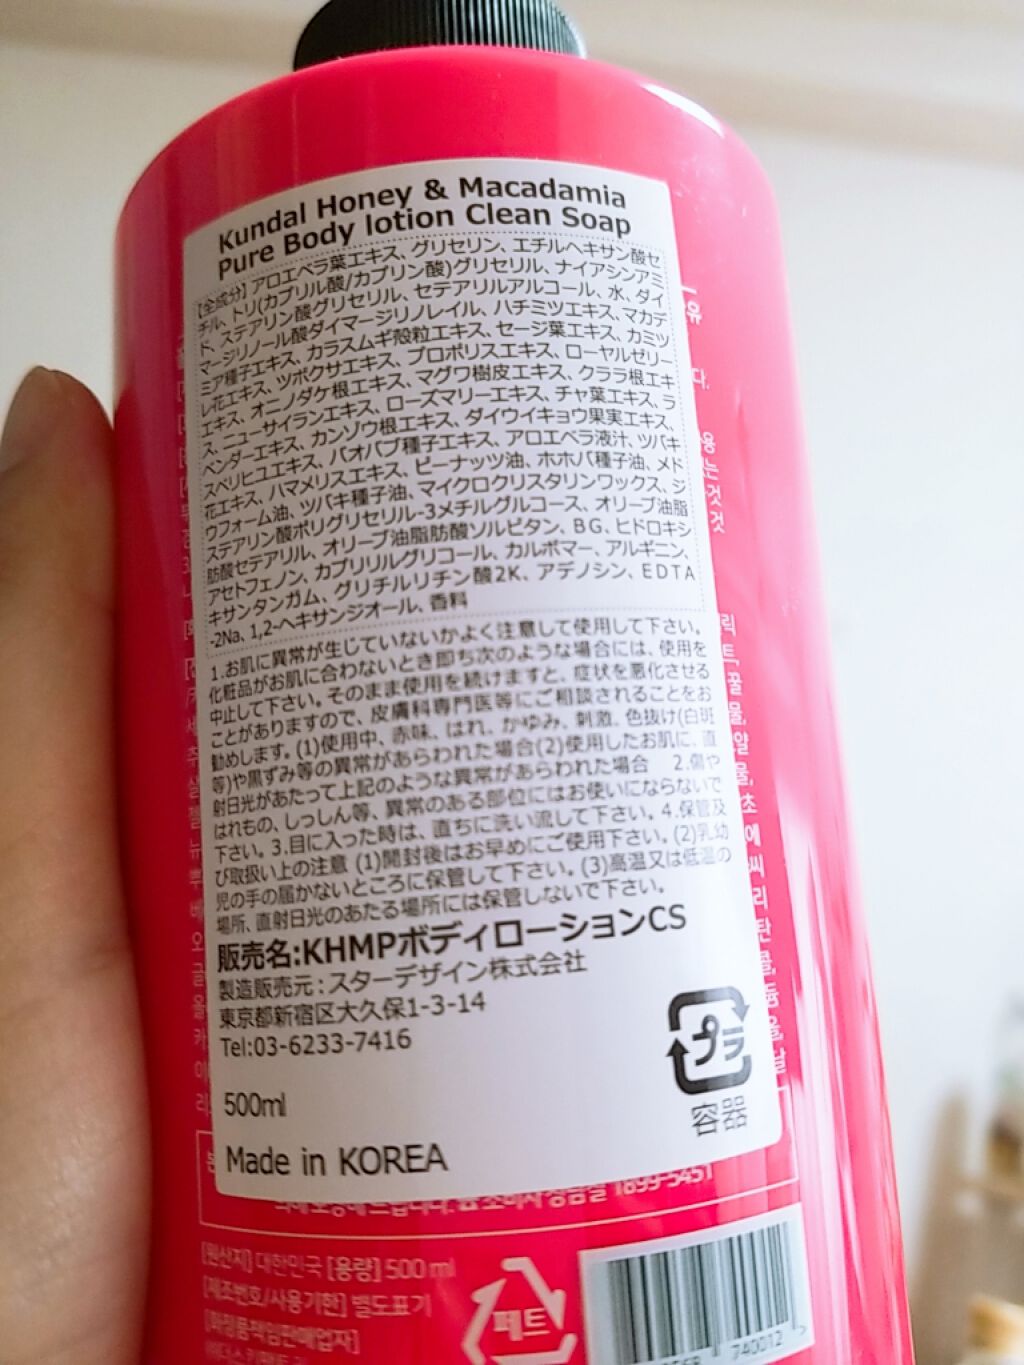 Kundal Honey & Macadamia
Pure Body lotion Clean Soap
【全成分】アロエベラ葉エキス、グリセリン、エチルヘキサン酸セ
チル、トリ(カプリル酸/カプリン酸)グリセリル、ナイアシンアミ
ド、ステアリン酸グリセリル、セテアリルアルコール、水、ダイ
マージリノール酸ダイマージリノレイル、ハチミツエキス、マカデ
ミア種子エキス、カラスムギ殻粒エキス、セージ葉エキス、カミツ
レ花エキス、ツボクサエキス、プロポリスエキス、ローヤルゼリー
エキス、オニノダケ根エキス、マグワ樹皮エキス、クララ根エキ
ス、ニューサイランエキス、ローズマリーエキス、チャ葉エキス、ラ
ベンダーエキス、カンゾウ根エキス、ダイウイキョウ果実エキス、
スベリヒユエキス、バオバブ種子エキス、アロエベラ液汁、ツバキ
花エキス、ハマメリスエキス、ピーナッツ油、ホホバ種子油、メド
ウフォーム油、ツバキ種子油、マイクロクリスタリンワックス、ジ
ステアリン酸ポリグリセリル-3メチルグルコース、オリーブ油脂
肪酸セテアリル、オリーブ油脂肪酸ソルビタン、BG、ヒドロキシ
アセトフェノン、カプリリルグリコール、カルボマー、アルギニン、
キサンタンガム、グリチルリチン酸2K、アデノシン、EDTA
-2Na、1,2-ヘキサンジオール、香料
1.お肌に異常が生じていないかよく注意して使用して下さい。
化粧品がお肌に合わないとき即ち次のような場合には、使用を
中止して下さい。そのまま使用を続けますと、症状を悪化させる
ことがありますので、皮膚科専門医等にご相談されることをお
勧めします。(1)使用中、赤味、はれ、かゆみ、刺激、色抜け(白斑
等)や黒ずみ等の異常があらわれた場合(2)使用したお肌に、直
射日光があたって上記のような異常があらわれた場合 2.傷や
はれもの、しっしん等、異常のある部位にはお使いにならないで
下さい。3.目に入った時は、直ちに洗い流して下さい。4.保管及
び取扱い上の注意 (1)開封後はお早めにご使用下さい。(2)乳幼
児の手の届かないところに保管して下さい。(3)高温又は低温の
場所、直射日光のあたる場所には保管しないで下さい。
販売名:KHMPボディローションCS
製造販売元:スターデザイン株式会社
東京都新宿区大久保1-3-14
Tel:03-6233-7416
プラ
容器
500ml
Made in KOREA
1899-5451
[원산지] 대한민국 [용량] 500 ml
[제조번호/사용기한] 별도표기
[화장품책임판매업자]
페트
740012